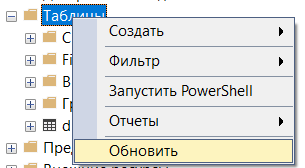 Таблицы
Создать
Фильтр
Запустить PowerShell
Отчеты
Обновить